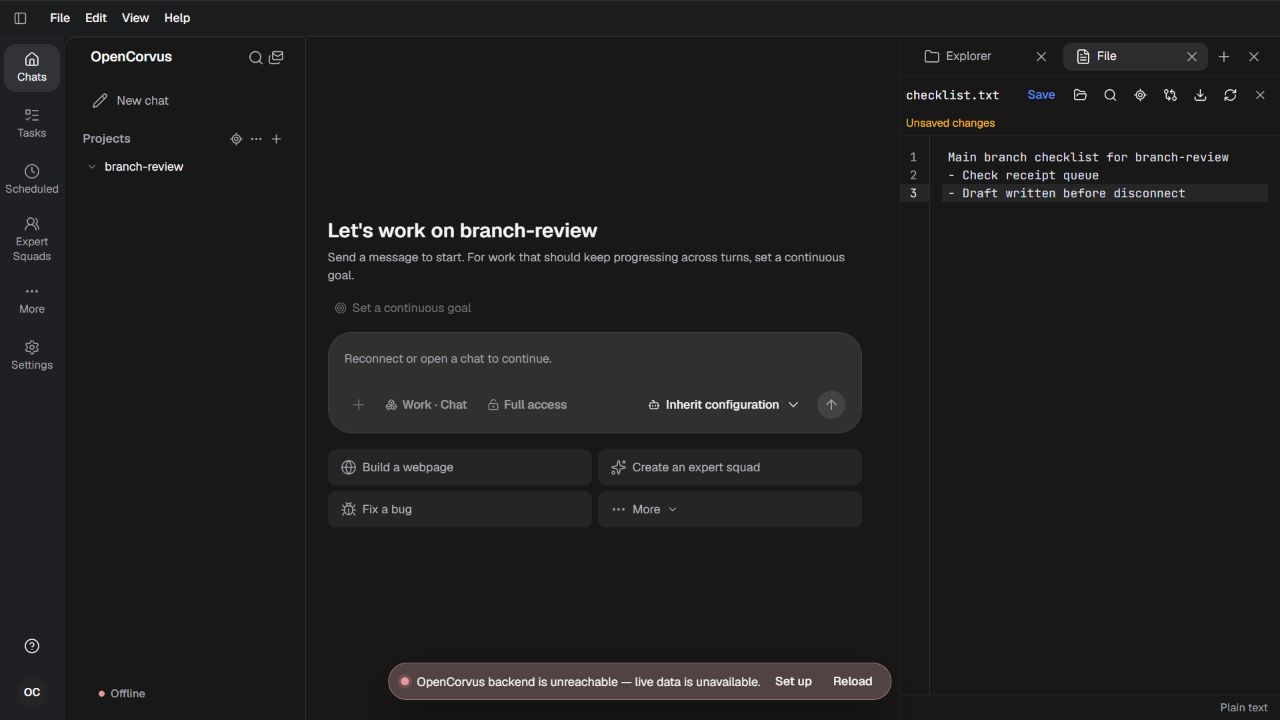 File Edit View Help
Chats
Tasks
Scheduled
Expert
Squads
More
Settings
OC
OpenCorvus
New chat
Projects
branch-review
Offline
Let's work on branch-review
Send a message to start. For work that should keep progressing across turns, set a continuous
goal.
Set a continuous goal
Reconnect or open a chat to continue.
Work · Chat Full access Inherit configuration
Build a webpage Create an expert squad
Fix a bug More
OpenCorvus backend is unreachable — live data is unavailable. Set up Reload
Explorer File
checklist.txt Save
Unsaved changes
1 Main branch checklist for branch-review
2 - Check receipt queue
3 - Draft written before disconnect
Plain text